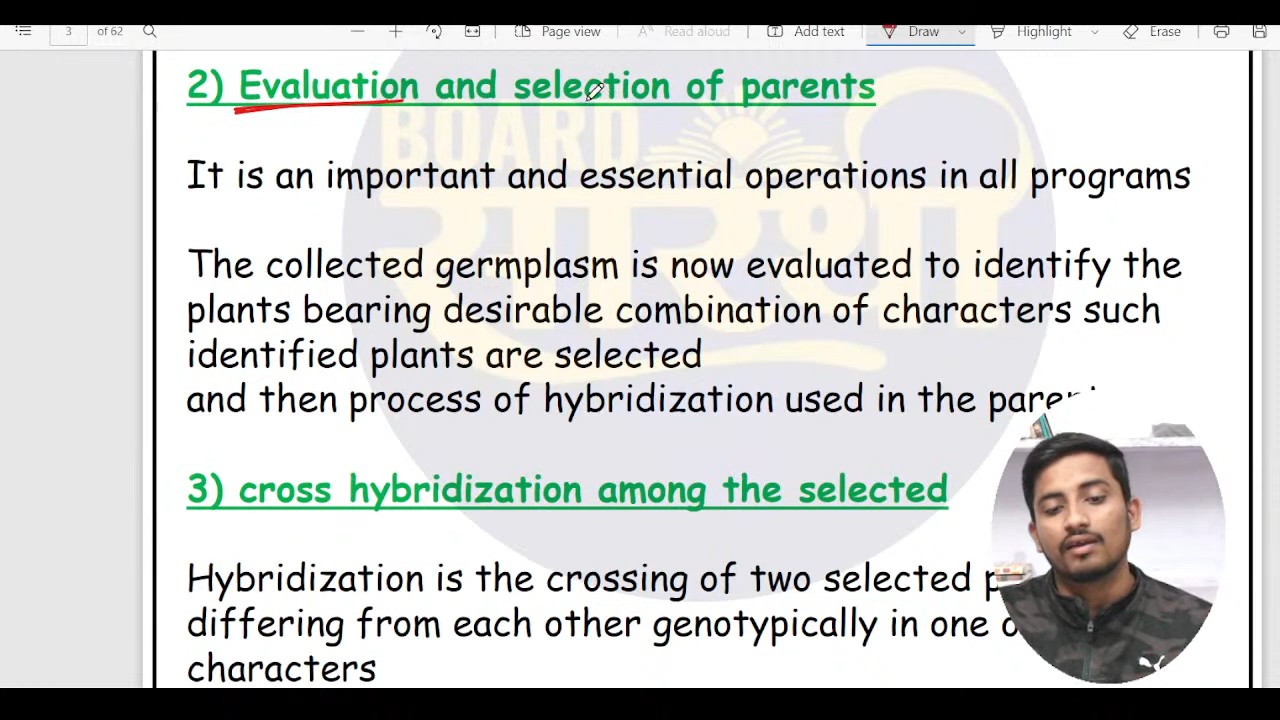 3 of 62 Page view Read aloud Add text Draw Highlight Erase
2) Evaluation and selection of parents
BOARD
सारथी
It is an important and essential operations in all programs
The collected germplasm is now evaluated to identify the
plants bearing desirable combination of characters such
identified plants are selected
and then process of hybridization used in the
3) cross hybridization among the selected
Hybridization is the crossing of two selected
differing from each other genotypically in one
characters